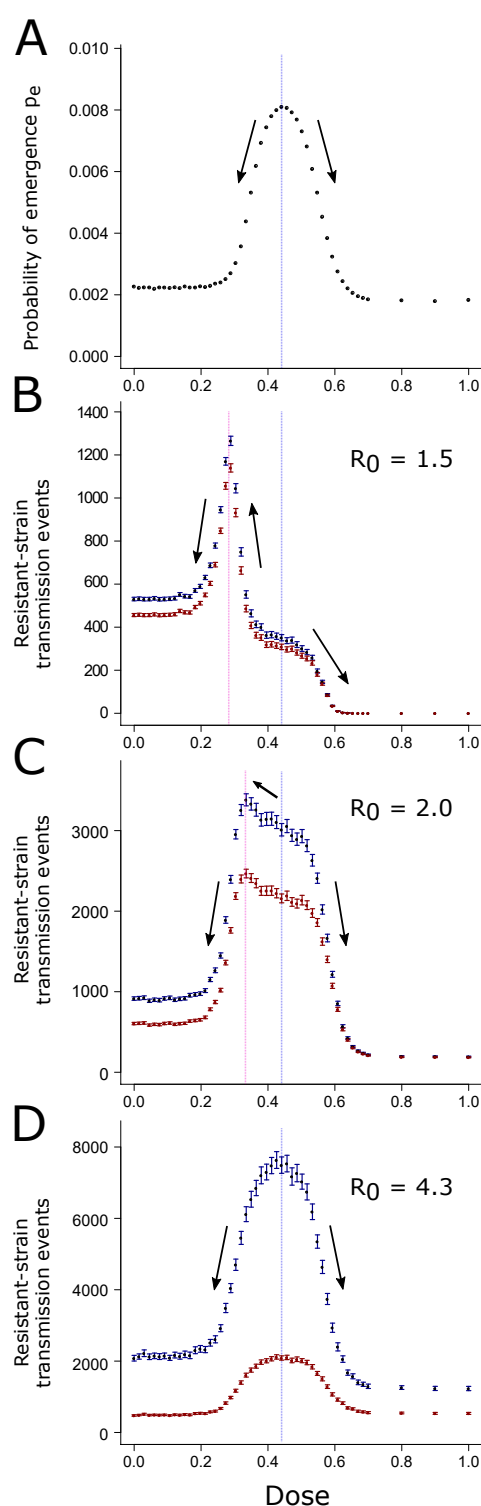 A
0.010
0.008
0.006
0.004
0.002
0.000
Probability of emergence pe
0.0 0.2 0.4 0.6 0.8 1.0
B
1400
1200
1000
800
600
400
200
0
R0 = 1.5
Resistant-strain
transmission events
0.0 0.2 0.4 0.6 0.8 1.0
C
3000
2000
1000
0
R0 = 2.0
Resistant-strain
transmission events
0.0 0.2 0.4 0.6 0.8 1.0
D
8000
6000
4000
2000
0
R0 = 4.3
Resistant-strain
transmission events
0.0 0.2 0.4 0.6 0.8 1.0
Dose